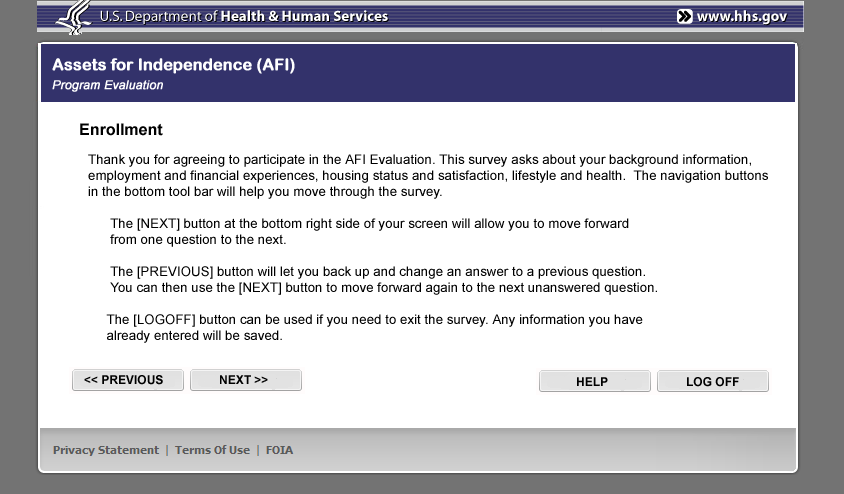 U.S. Department of Health & Human Services
www.hhs.gov
Assets for Independence (AFI)
Program Evaluation
Enrollment
Thank you for agreeing to participate in the AFI Evaluation. This survey asks about your background information,
employment and financial experiences, housing status and satisfaction, lifestyle and health. The navigation buttons
in the bottom tool bar will help you move through the survey.
The [NEXT] button at the bottom right side of your screen will allow you to move forward
from one question to the next.
The [PREVIOUS] button will let you back up and change an answer to a previous question.
You can then use the [NEXT] button to move forward again to the next unanswered question.
The [LOGOFF] button can be used if you need to exit the survey. Any information you have
already entered will be saved.
<< PREVIOUS NEXT >> HELP LOG OFF
Privacy Statement | Terms Of Use | FOIA